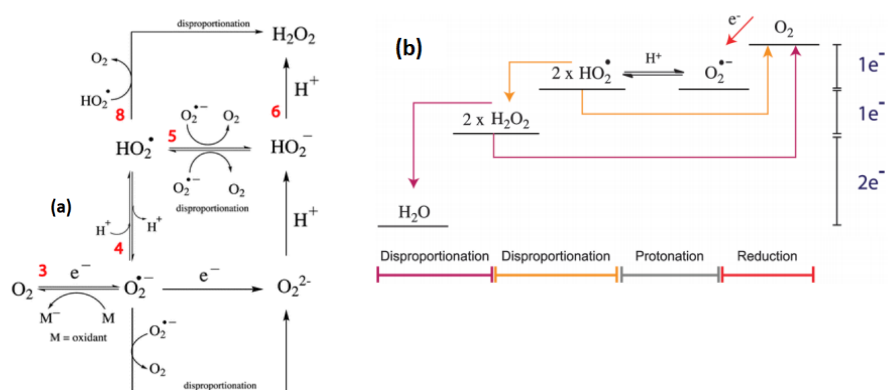 disproportionation
H₂O₂
O₂
HO₂•
8
H⁺
6
O₂•⁻
O₂
5
HO₂•
HO₂⁻
O₂•⁻
O₂
disproportionation
(a)
H⁺
H⁺
4
H⁺
3
e⁻
e⁻
O₂
O₂•⁻
O₂²⁻
M⁻
M
M = oxidant
O₂•⁻
O₂
disproportionation
(b)
e⁻
O₂
2 x HO₂•
H⁺
O₂•⁻
1e⁻
2 x H₂O₂
1e⁻
H₂O
2e⁻
Disproportionation
Disproportionation
Protonation
Reduction